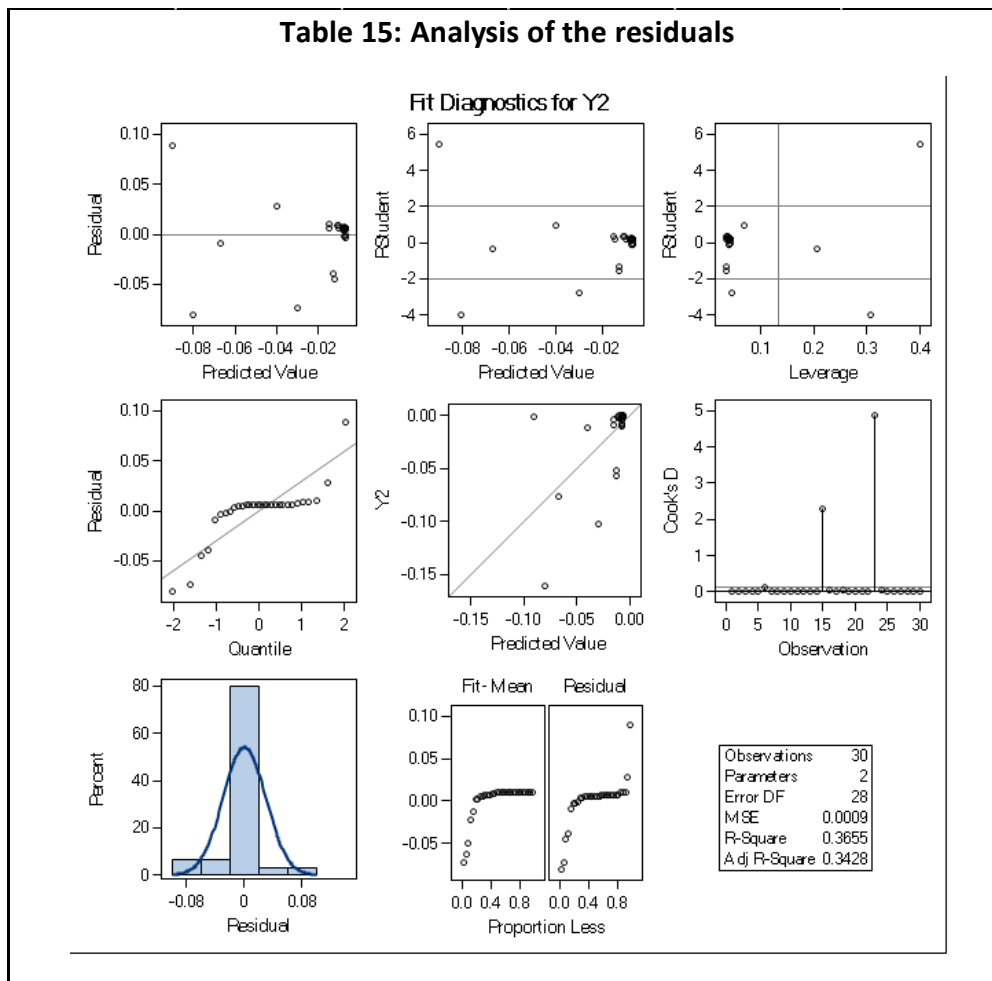 Table 15: Analysis of the residuals
Fit Diagnostics for Y2
0.10
0.05
0.00
-0.05
Residual
-0.08 -0.06 -0.04 -0.02
Predicted Value
6
4
2
0
-2
-4
RStudent
-0.08 -0.06 -0.04 -0.02
Predicted Value
6
4
2
0
-2
-4
RStudent
0.1 0.2 0.3 0.4
Leverage
0.10
0.05
0.00
-0.05
Residual
-2 -1 0 1 2
Quantile
0.00
-0.05
-0.10
-0.15
Y2
-0.15 -0.10 -0.05 0.00
Predicted Value
5
4
3
2
1
0
Cook's D
0 5 10 15 20 25 30
Observation
80
60
40
20
0
Percent
-0.08 0 0.08
Residual
Fit-Mean Residual
0.10
0.05
0.00
-0.05
0.0 0.4 0.8 0.0 0.4 0.8
Proportion Less
Observations 30
Parameters 2
Error DF 28
MSE 0.0009
R-Square 0.3655
Adj R-Square 0.3428